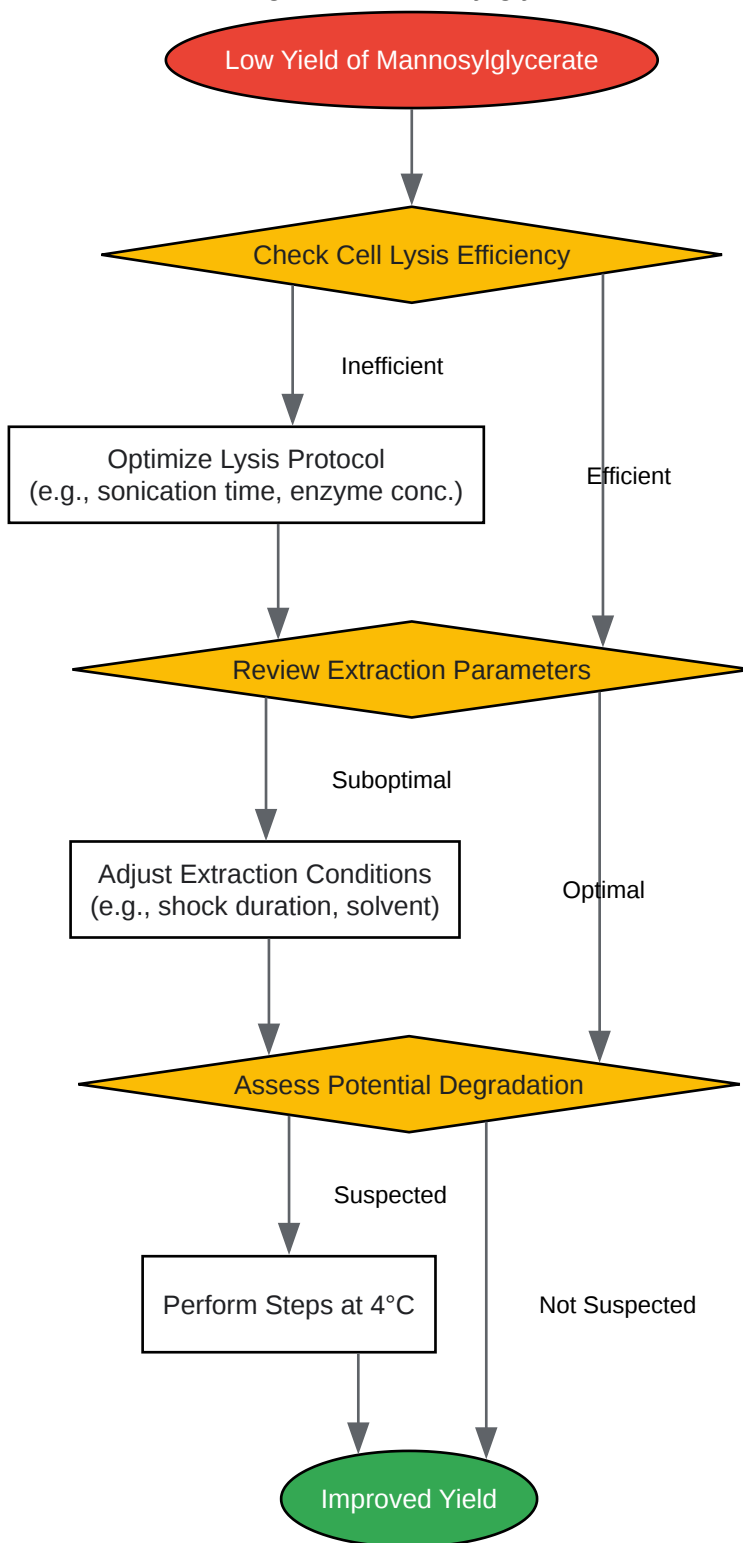 Low Yield of Mannosylglycerate
Check Cell Lysis Efficiency
Inefficient
Optimize Lysis Protocol
(e.g., sonication time, enzyme conc.)
Efficient
Review Extraction Parameters
Suboptimal
Adjust Extraction Conditions
(e.g., shock duration, solvent)
Optimal
Assess Potential Degradation
Suspected
Perform Steps at 4°C
Not Suspected
Improved Yield